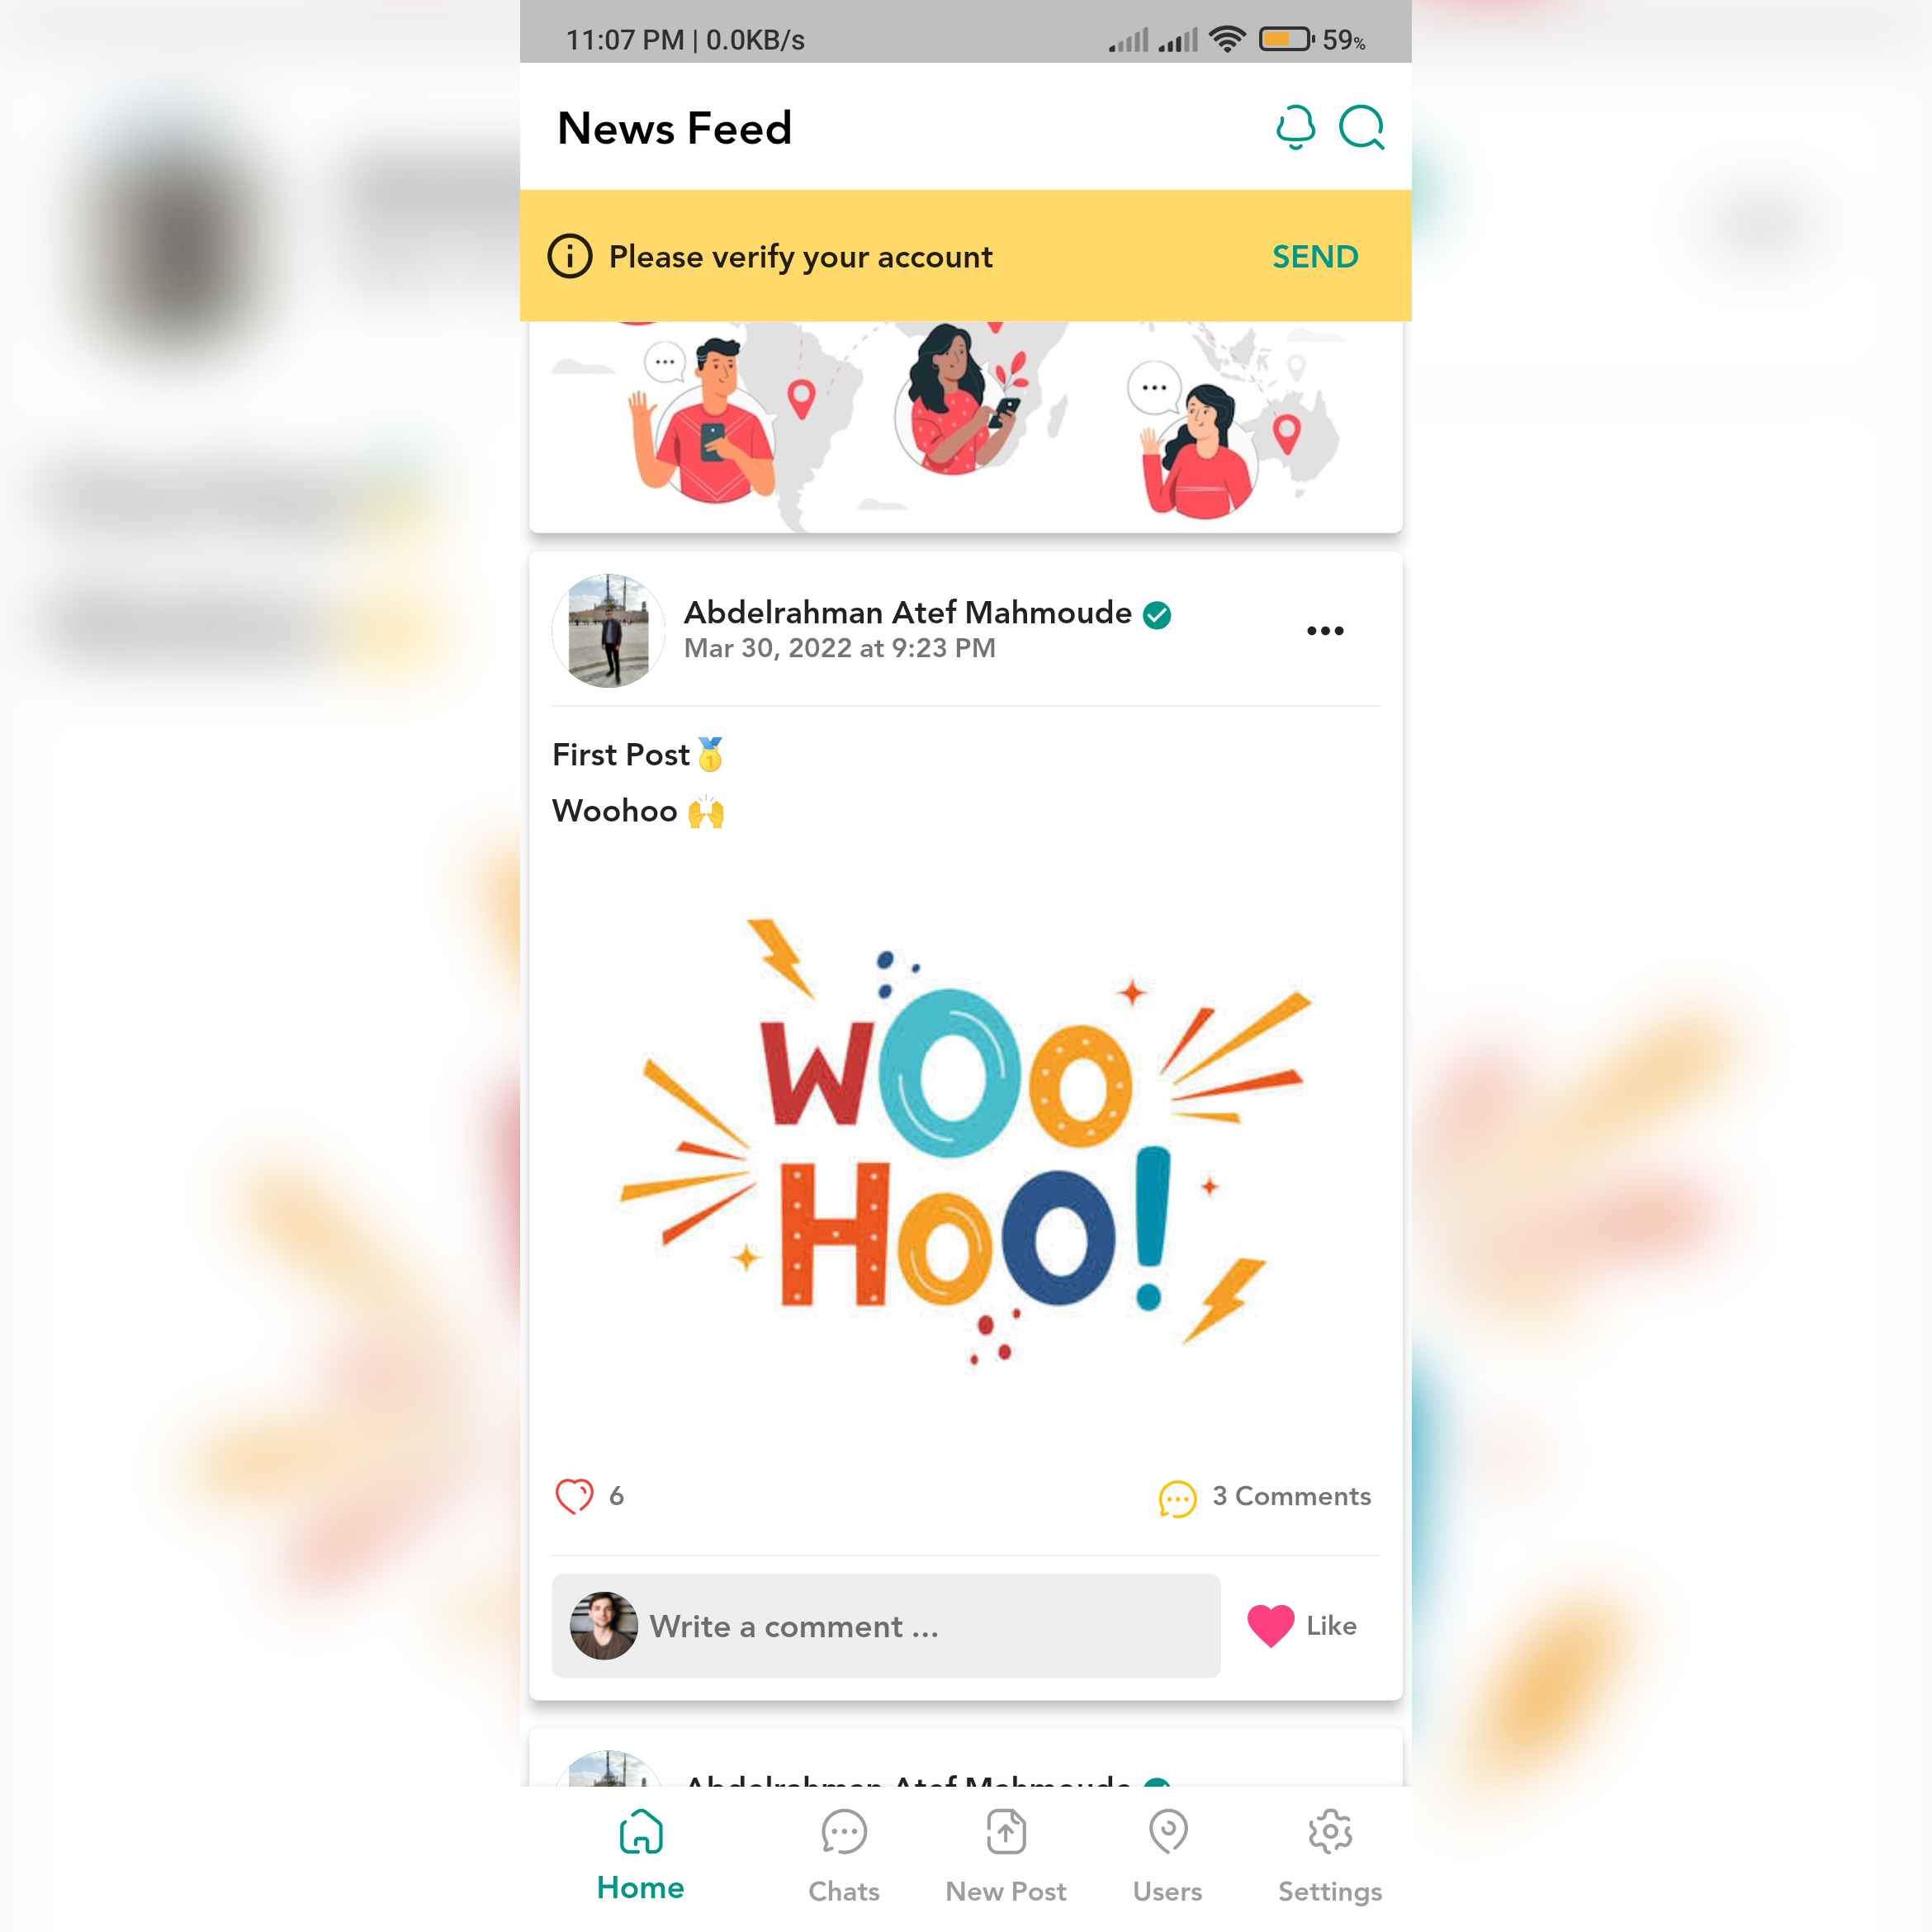 11:07 PM | 0.0KB/s 59%
News Feed
Please verify your account SEND
Abdelrahman Atef Mahmoude
Mar 30, 2022 at 9:23 PM
First Post🥇
Woohoo 🙌
WOO
HOO!
6 3 Comments
Write a comment ... Like
Abdelrahman Atef Mahmoude
Home Chats New Post Users Settings